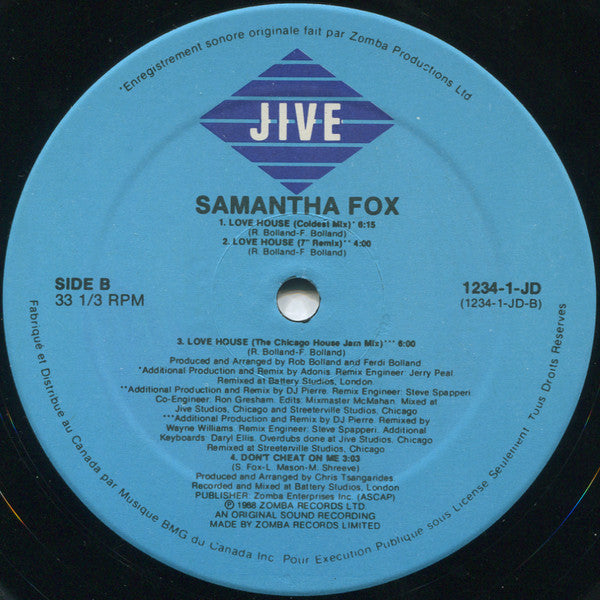 *Enregistrement sonore originale fait par Zomba Productions Ltd
JIVE
SAMANTHA FOX
1. LOVE HOUSE (Coldest Mix)* 6:15
(R. Bolland-F. Bolland)
2. LOVE HOUSE (7" Remix)** 4:00
(R. Bolland-F. Bolland)
SIDE B
33 1/3 RPM
1234-1-JD
(1234-1-JD-B)
3. LOVE HOUSE (The Chicago House Jam Mix)*** 6:00
(R. Bolland-F. Bolland)
Produced and Arranged by Rob Bolland and Ferdi Bolland
*Additional Production and Remix by Adonis. Remix Engineer: Jerry Peal.
Remixed at Battery Studios, London.
**Additional Production and Remix by DJ Pierre. Remix Engineer: Steve Spapperi.
Co-Engineer: Ron Gresham. Edits: Mixmaster McMahan. Mixed at
Jive Studios, Chicago and Streeterville Studios, Chicago
***Additional Production and Remix by DJ Pierre. Remixed by
Wayne Williams. Remix Engineer: Steve Spapperi. Additional
Keyboards: Daryl Ellis. Overdubs done at Jive Studios, Chicago
Remixed at Streeterville Studios, Chicago.
4. DON'T CHEAT ON ME 3:03
(S. Fox-L. Mason-M. Shreeve)
Produced and Arranged by Chris Tsangarides.
Recorded and Mixed at Battery Studios, London
PUBLISHER: Zomba Enterprises Inc. (ASCAP)
℗ 1988 ZOMBA RECORDS LTD.
AN ORIGINAL SOUND RECORDING
MADE BY ZOMBA RECORDS LIMITED
Fabriqué et Distribué au Canada par Musique BMG du Canada Inc Pour Execution Publique sous License Seulement. Tous Droits Reserves